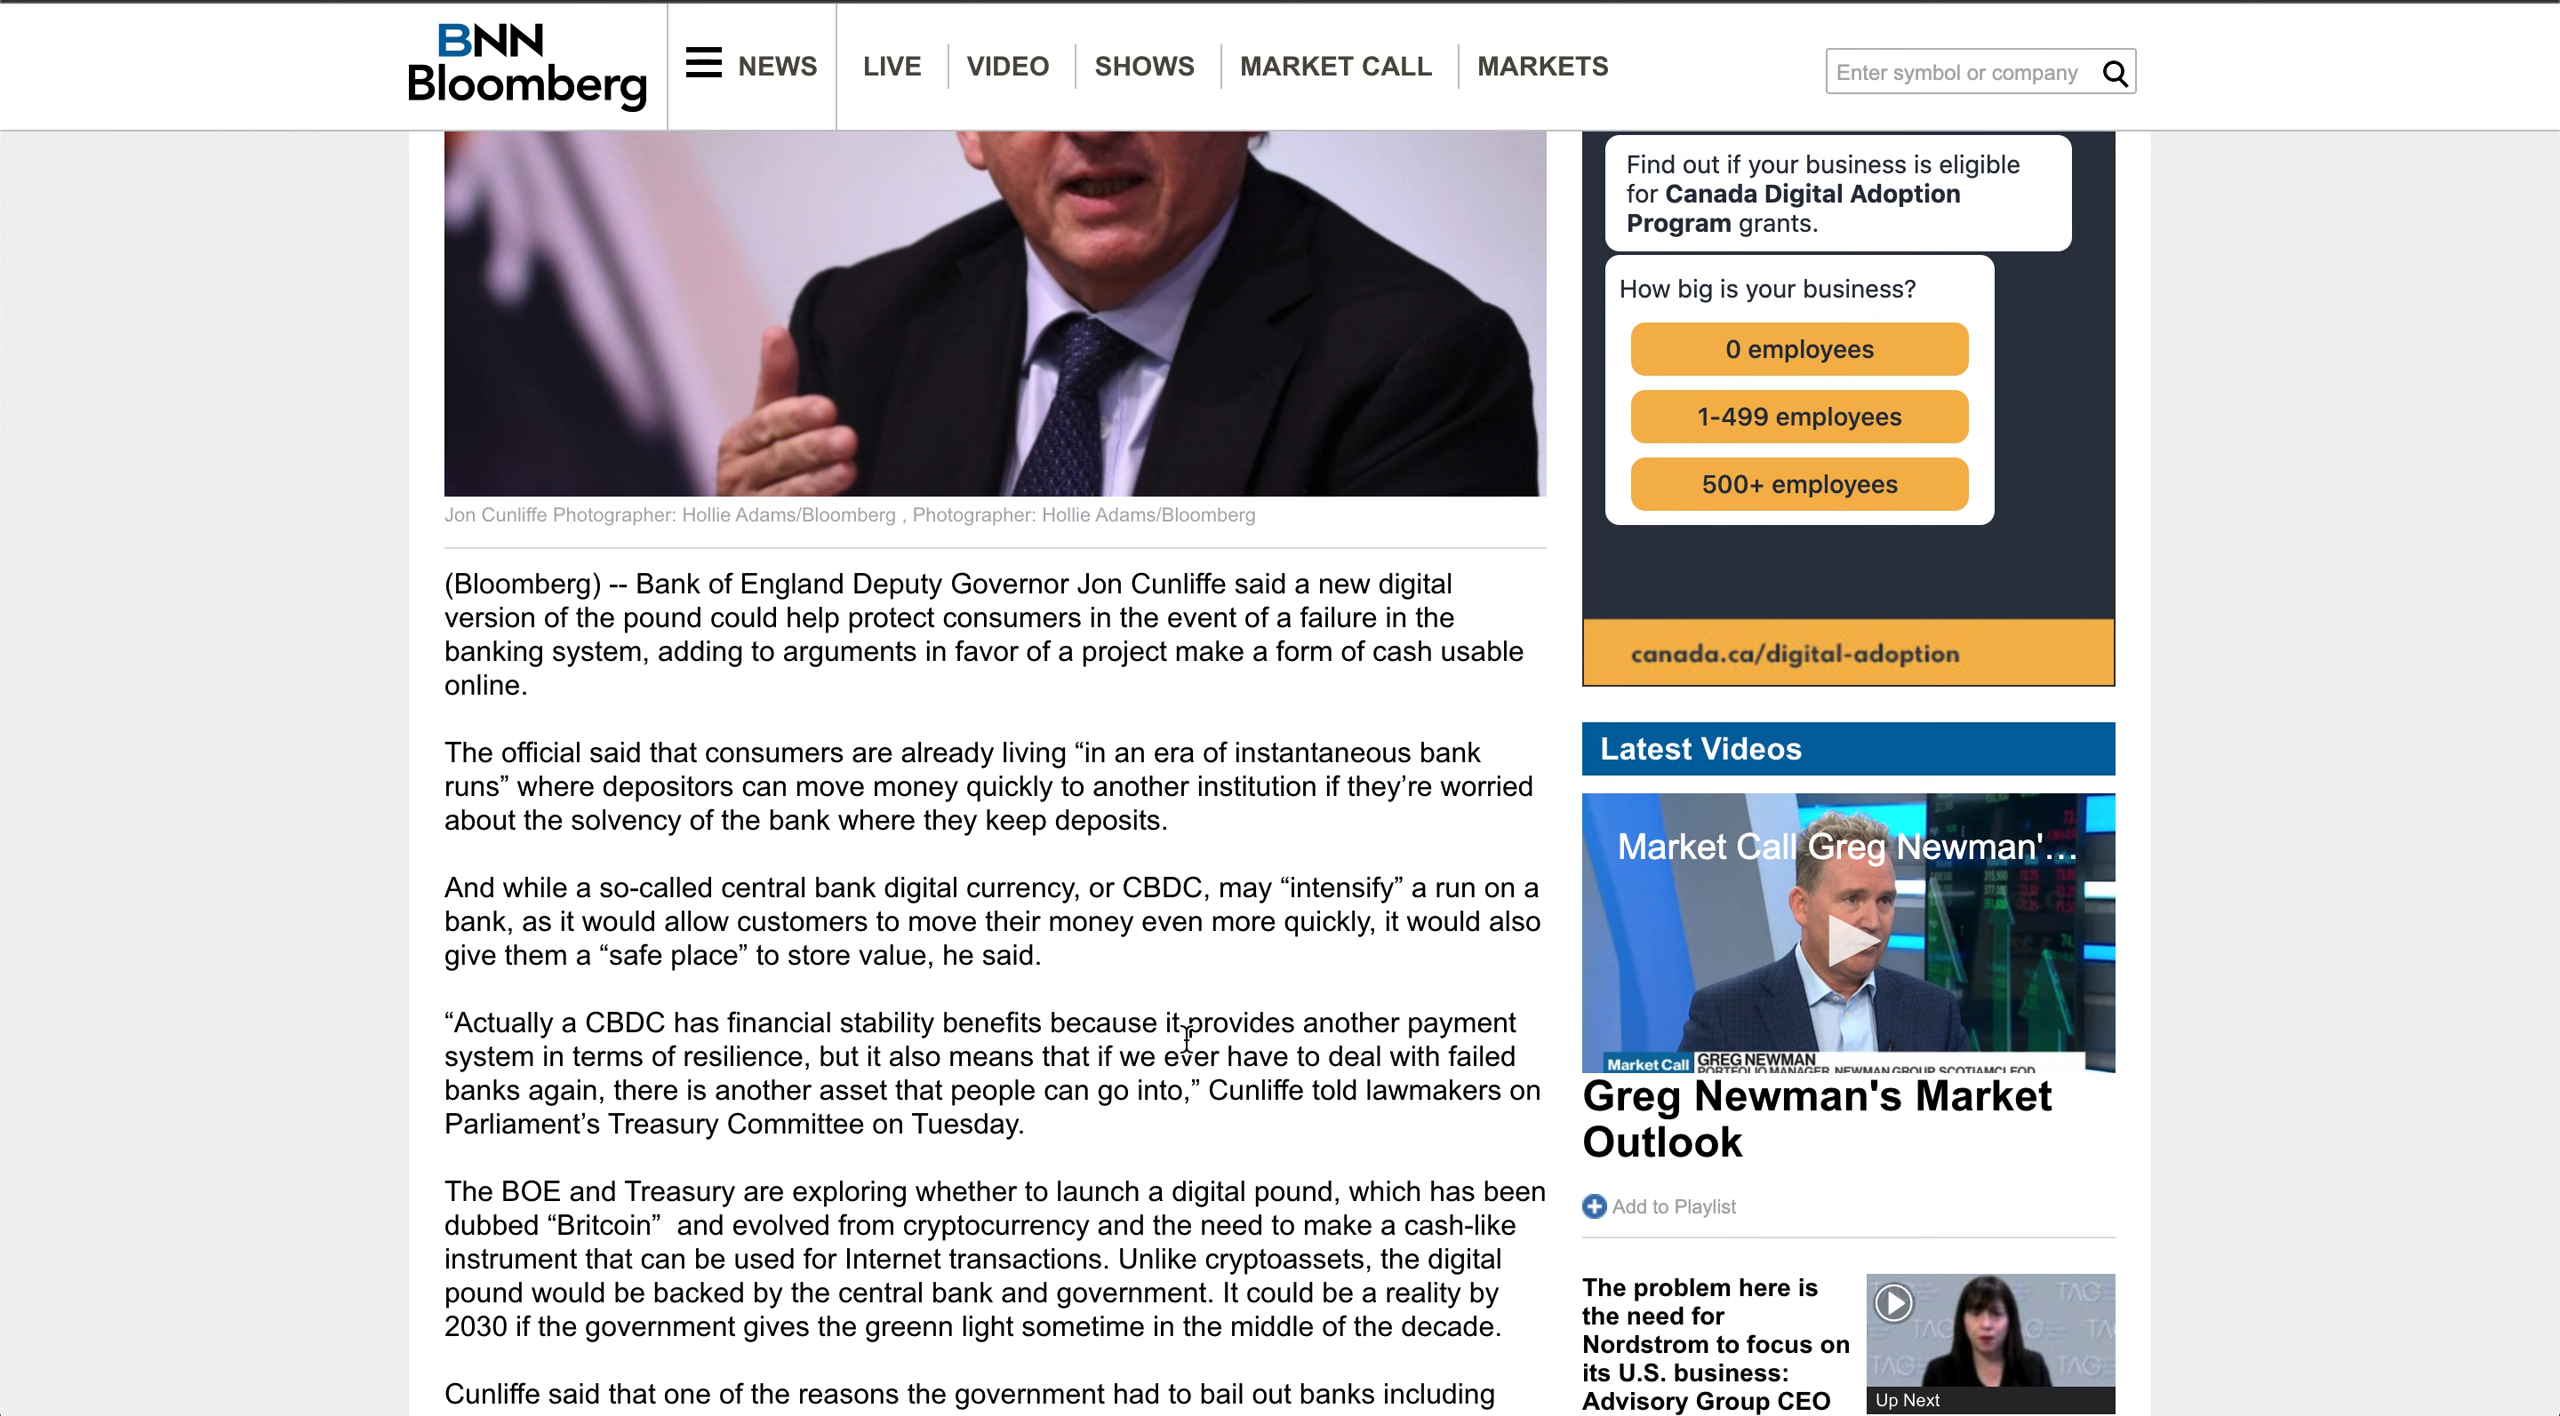 BNN
Bloomberg
NEWS
LIVE
VIDEO
SHOWS
MARKET CALL
MARKETS
Enter symbol or company
Jon Cunliffe Photographer: Hollie Adams/Bloomberg , Photographer: Hollie Adams/Bloomberg
(Bloomberg) -- Bank of England Deputy Governor Jon Cunliffe said a new digital
version of the pound could help protect consumers in the event of a failure in the
banking system, adding to arguments in favor of a project make a form of cash usable
online.
The official said that consumers are already living “in an era of instantaneous bank
runs” where depositors can move money quickly to another institution if they’re worried
about the solvency of the bank where they keep deposits.
And while a so-called central bank digital currency, or CBDC, may “intensify” a run on a
bank, as it would allow customers to move their money even more quickly, it would also
give them a “safe place” to store value, he said.
“Actually a CBDC has financial stability benefits because it provides another payment
system in terms of resilience, but it also means that if we ever have to deal with failed
banks again, there is another asset that people can go into,” Cunliffe told lawmakers on
Parliament’s Treasury Committee on Tuesday.
The BOE and Treasury are exploring whether to launch a digital pound, which has been
dubbed “Britcoin”  and evolved from cryptocurrency and the need to make a cash-like
instrument that can be used for Internet transactions. Unlike cryptoassets, the digital
pound would be backed by the central bank and government. It could be a reality by
2030 if the government gives the greenn light sometime in the middle of the decade.
Cunliffe said that one of the reasons the government had to bail out banks including
Find out if your business is eligible
for Canada Digital Adoption
Program grants.
How big is your business?
0 employees
1-499 employees
500+ employees
canada.ca/digital-adoption
Latest Videos
Market Call Greg Newman'...
Market Call
GREG NEWMAN
PORTFOLIO MANAGER, NEWMAN GROUP, SCOTIAMCLEOD
Greg Newman's Market
Outlook
Add to Playlist
The problem here is
the need for
Nordstrom to focus on
its U.S. business:
Advisory Group CEO
TAG
TAG
TAG
TAG
Up Next